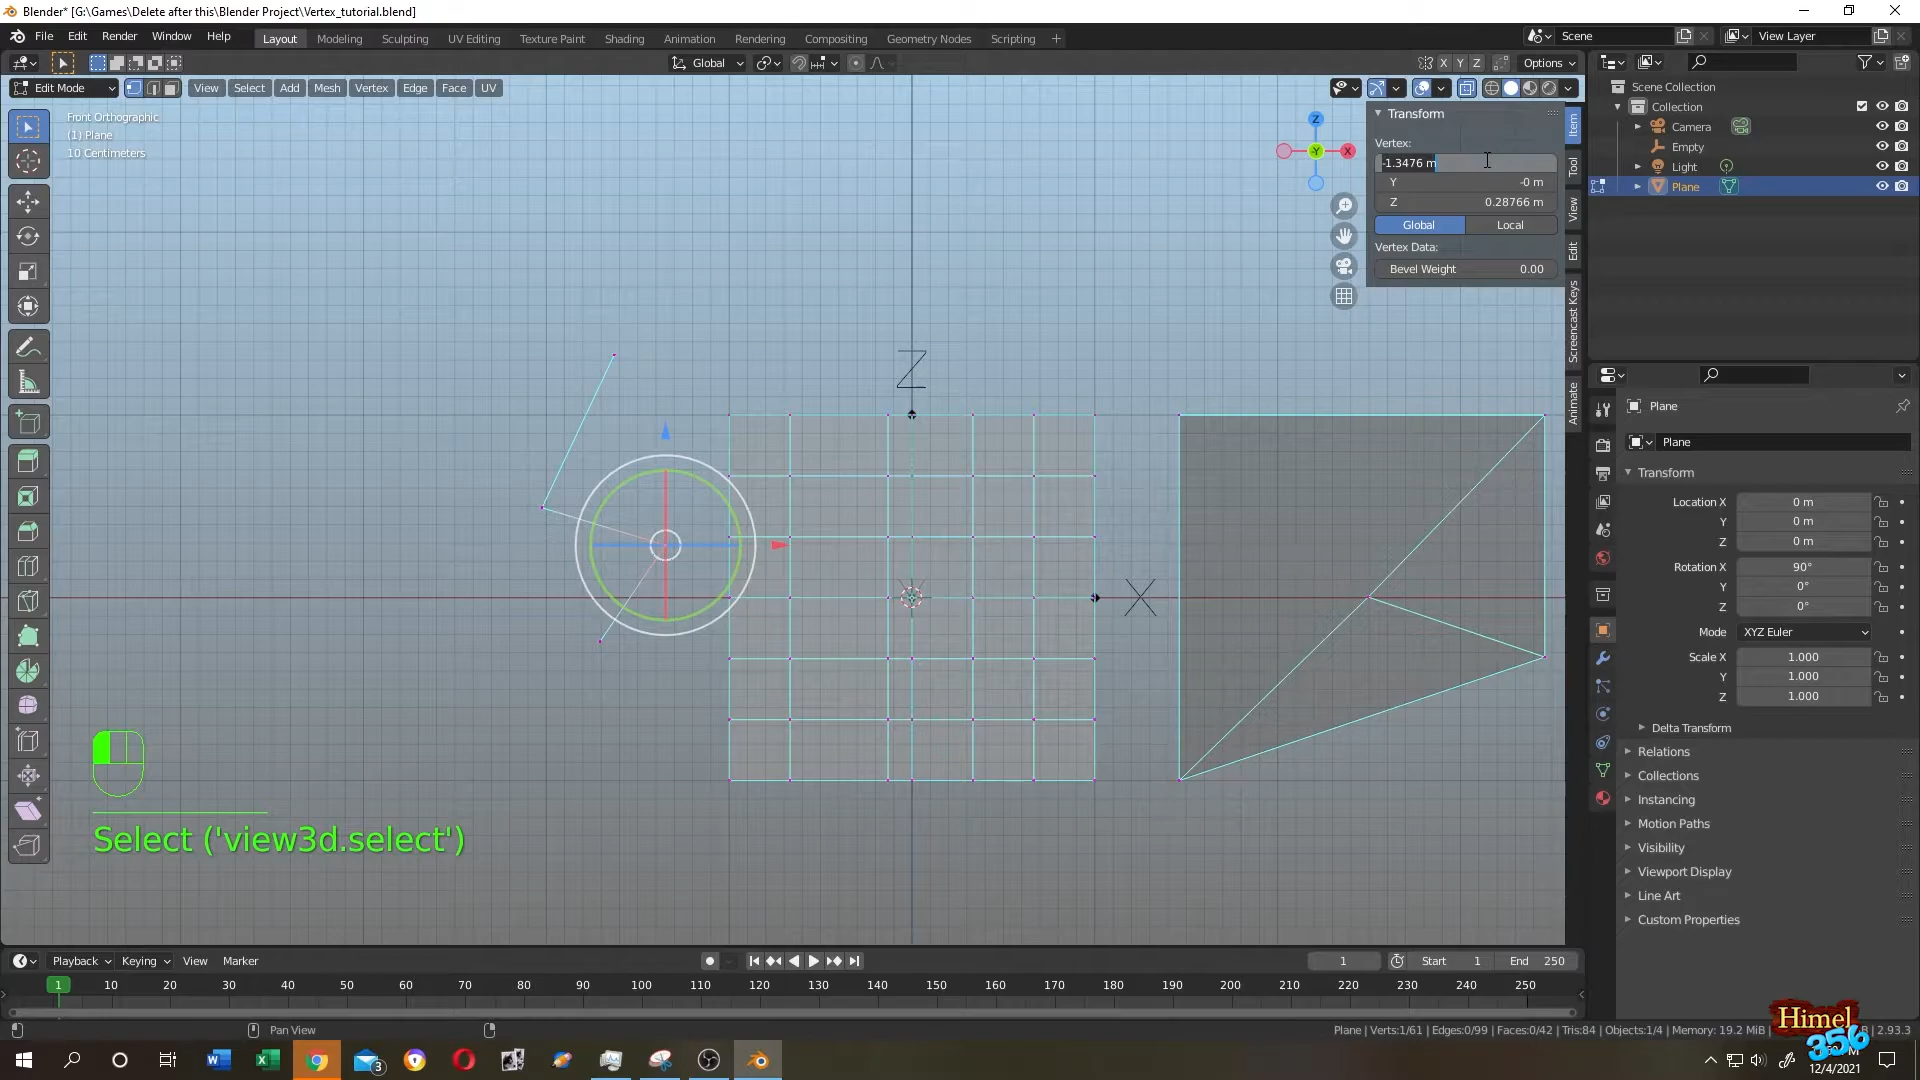 Blender* [G:\Games\Delete after this\Blender Project\Vertex_tutorial.blend]
File Edit Render Window Help Layout Modeling Sculpting UV Editing Texture Paint Shading Animation Rendering Compositing Geometry Nodes Scripting + Scene View Layer
Global X Y Z Options
Edit Mode View Select Add Mesh Vertex Edge Face UV
Front Orthographic
(1) Plane
10 Centimeters
Z
-Y
X
Transform
Vertex:
-1.3476 m
Y -0 m
Z 0.28766 m
Global Local
Vertex Data:
Bevel Weight 0.00
Item
Tool
View
Edit
Screencast Keys
Animate
Scene Collection
Collection
Camera
Empty
Light
Plane
Z
X
Plane
Plane
Transform
Location X 0 m
Y 0 m
Z 0 m
Rotation X 90°
Y 0°
Z 0°
Mode XYZ Euler
Scale X 1.000
Y 1.000
Z 1.000
Delta Transform
Relations
Collections
Instancing
Motion Paths
Visibility
Viewport Display
Line Art
Custom Properties
Select ('view3d.select')
Playback Keying View Marker 1 Start 1 End 250
1 10 20 30 40 50 60 70 80 90 100 110 120 130 140 150 160 170 180 190 200 210 220 230 240 250
Pan View
Plane | Verts:1/61 | Edges:0/99 | Faces:0/42 | Tris:84 | Objects:1/4 | Memory: 19.2 MiB | 2.93.3
Himel
356
3
12/4/2021